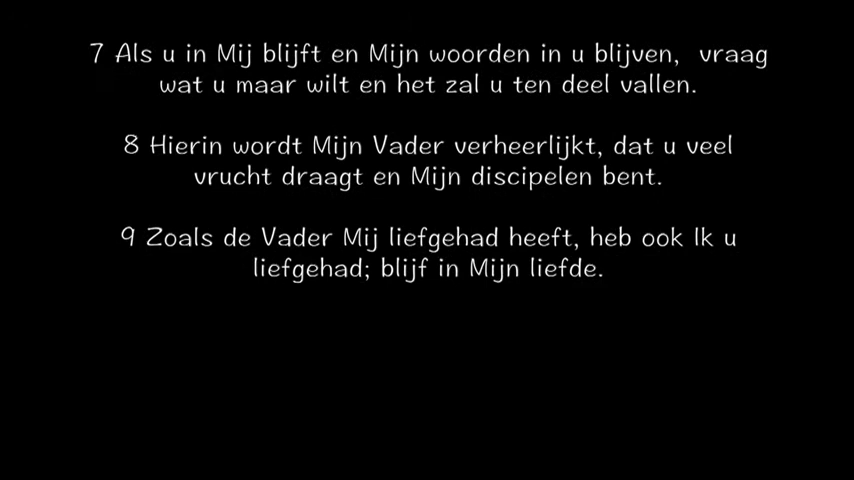 7 Als u in Mij blijft en Mijn woorden in u blijven, vraag
wat u maar wilt en het zal u ten deel vallen.
8 Hierin wordt Mijn Vader verheerlijkt, dat u veel
vrucht draagt en Mijn discipelen bent.
9 Zoals de Vader Mij liefgehad heeft, heb ook Ik u
liefgehad; blijf in Mijn liefde.